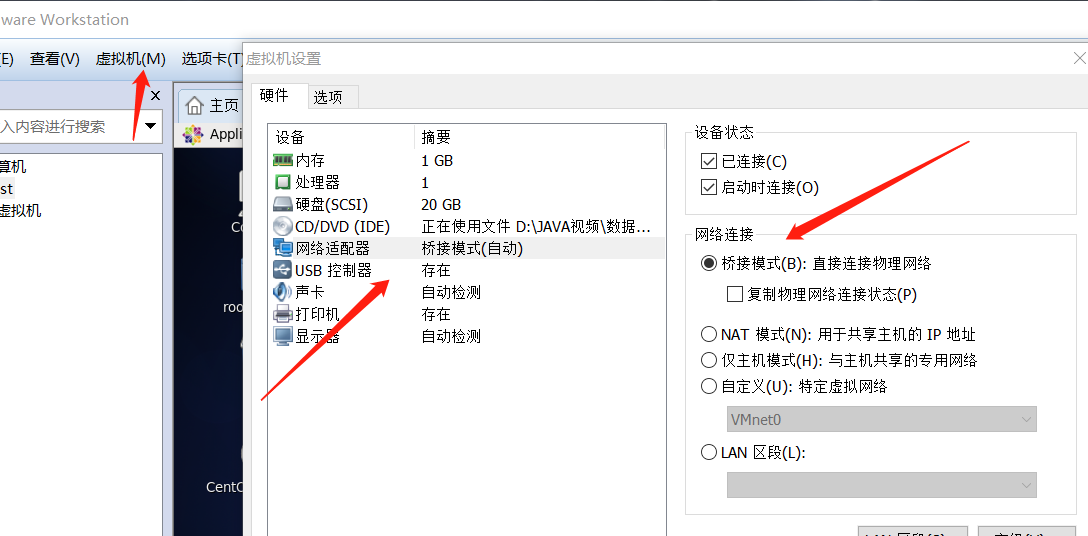 ware Workstation
(E) 查看(V) 虚拟机(M) 选项卡(T)
虚拟机设置
硬件 选项
主页
入内容进行搜索
Appli
算机
st
虚拟机
设备 摘要
内存 1 GB
处理器 1
硬盘(SCSI) 20 GB
CD/DVD (IDE) 正在使用文件 D:\JAVA视频\数据...
网络适配器 桥接模式(自动)
USB 控制器 存在
声卡 自动检测
打印机 存在
显示器 自动检测
设备状态
已连接(C)
启动时连接(O)
网络连接
桥接模式(B): 直接连接物理网络
复制物理网络连接状态(P)
NAT 模式(N): 用于共享主机的 IP 地址
仅主机模式(H): 与主机共享的专用网络
自定义(U): 特定虚拟网络
VMnet0
LAN 区段(L):
LAN 区段(S)... 高级(V)...
roo
CentO